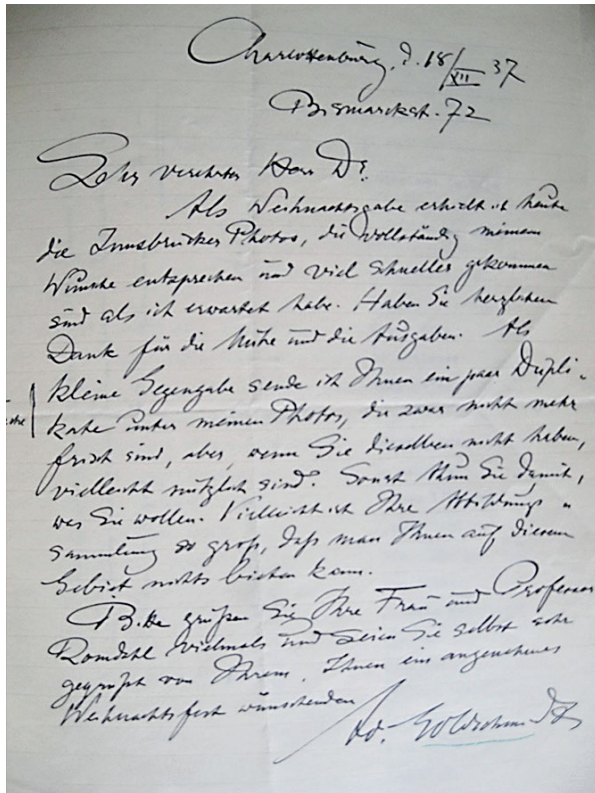 Charlottenburg, d. 18/XII 37
Bismarckst. 72
Sehr verehrter Herr Dr.
Als Weihnachtsgabe erhielt ich heute
die Innsbrucker Photos, die vollständig meinem
Wunsche entsprechen und viel schneller gekommen
sind als ich erwartet habe. Haben Sie herzlichen
Dank für die Mühe und die Ausgaben. Als
kleine Gegengabe sende ich Ihnen ein paar Dupli-
kate unter meinen Photos, die zwar nicht mehr
frisch sind, aber, wenn Sie dieselben nicht haben,
vielleicht nützlich sind. Sonst thun Sie damit,
was Sie wollen. Vielleicht ist Ihre Abbildungs-
sammlung so groß, daß man Ihnen auf diesem
Gebiet nichts bieten kann.
Bitte grüßen Sie Ihre Frau und Professor
Romdahl vielmals und seien Sie selbst sehr
gegrüßt von Ihrem, Ihnen ein angenehmes
Weihnachtsfest wünschenden
Ad. Goldschmidt